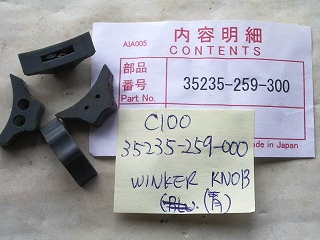 AIA005
内容明細
CONTENTS
部品
番号
Part No.
35235-259-300
Made in Japan
C100
35235-259-000
WINKER KNOB
(青)